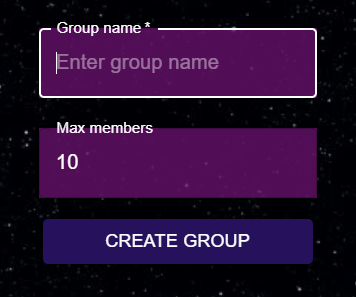 Group name *
Enter group name
Max members
10
CREATE GROUP